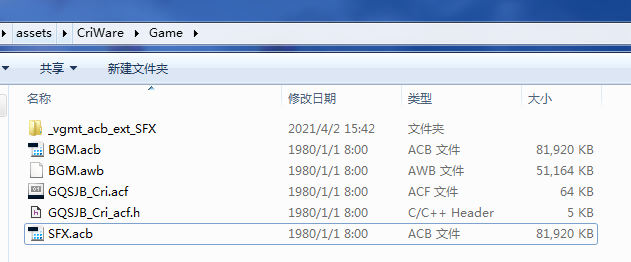 assets CriWare Game
共享 新建文件夹
名称 修改日期 类型 大小
_vgmt_acb_ext_SFX 2021/4/2 15:42 文件夹
BGM.acb 1980/1/1 8:00 ACB 文件 81,920 KB
BGM.awb 1980/1/1 8:00 AWB 文件 51,164 KB
GQSJB_Cri.acf 1980/1/1 8:00 ACF 文件 64 KB
GQSJB_Cri_acf.h 1980/1/1 8:00 C/C++ Header 5 KB
SFX.acb 1980/1/1 8:00 ACB 文件 81,920 KB